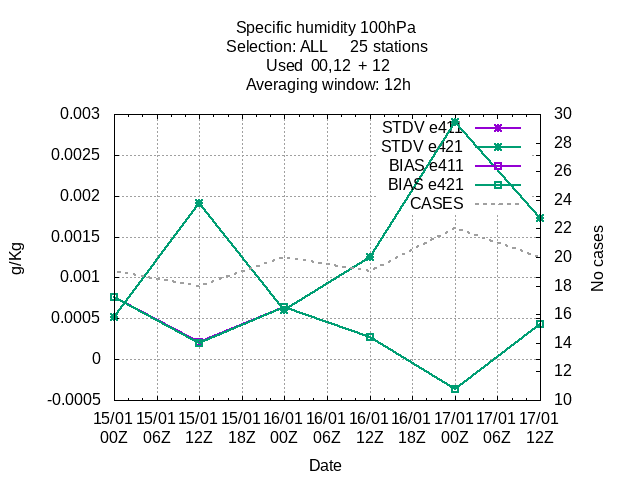 Specific humidity 100hPa
Selection: ALL     25 stations
Used  00,12  + 12
Averaging window: 12h
0.003
0.0025
0.002
0.0015
0.001
0.0005
0
-0.0005
g/Kg
STDV e411
STDV e421
BIAS e411
BIAS e421
CASES
30
28
26
24
22
20
18
16
14
12
10
No cases
15/01 15/01 15/01 15/01 16/01 16/01 16/01 16/01 17/01 17/01 17/01
00Z 06Z 12Z 18Z 00Z 06Z 12Z 18Z 00Z 06Z 12Z
Date